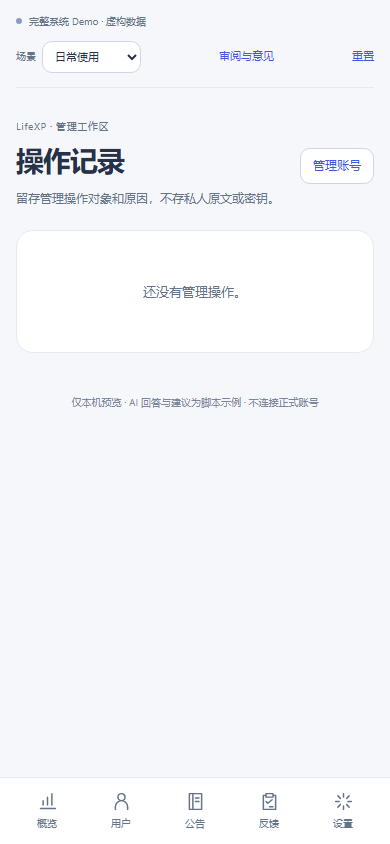 完整系统 Demo · 虚构数据
场景 日常使用 审阅与意见 重置
LifeXP · 管理工作区
操作记录
管理账号
留存管理操作对象和原因，不存私人原文或密钥。
还没有管理操作。
仅本机预览 · AI 回答与建议为脚本示例 · 不连接正式账号
概览 用户 公告 反馈 设置